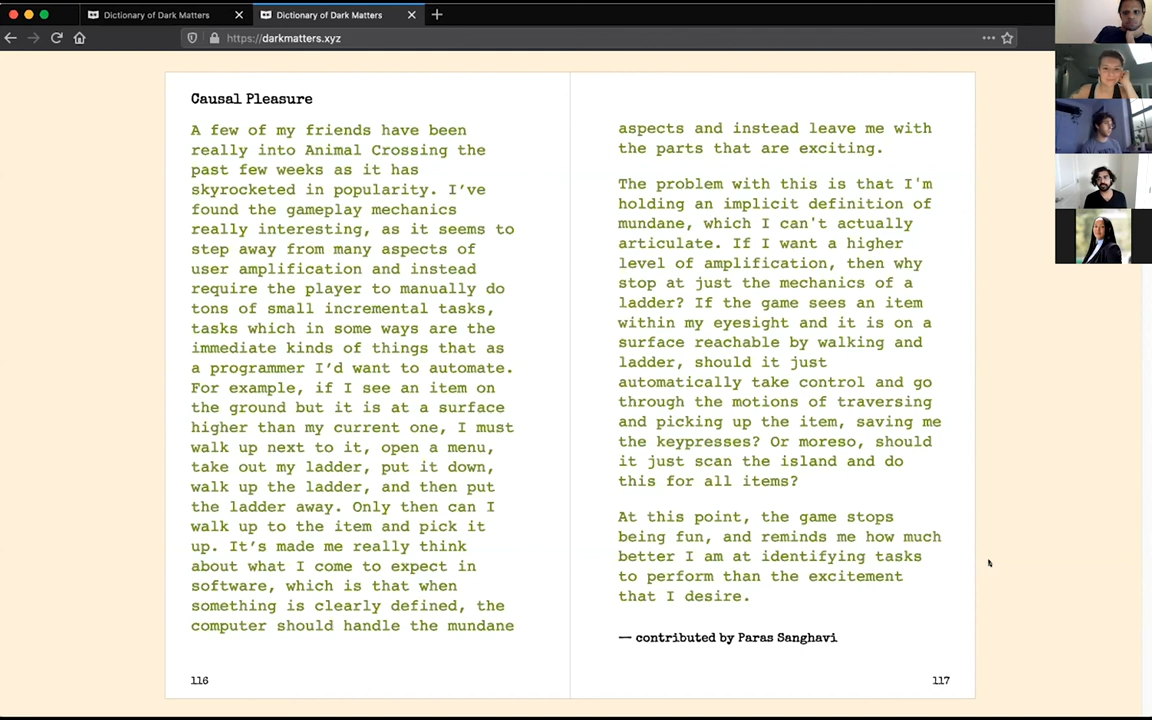 Dictionary of Dark Matters
Dictionary of Dark Matters
https://darkmatters.xyz
Causal Pleasure
A few of my friends have been
really into Animal Crossing the
past few weeks as it has
skyrocketed in popularity. I’ve
found the gameplay mechanics
really interesting, as it seems to
step away from many aspects of
user amplification and instead
require the player to manually do
tons of small incremental tasks,
tasks which in some ways are the
immediate kinds of things that as
a programmer I’d want to automate.
For example, if I see an item on
the ground but it is at a surface
higher than my current one, I must
walk up next to it, open a menu,
take out my ladder, put it down,
walk up the ladder, and then put
the ladder away. Only then can I
walk up to the item and pick it
up. It’s made me really think
about what I come to expect in
software, which is that when
something is clearly defined, the
computer should handle the mundane
116
aspects and instead leave me with
the parts that are exciting.
The problem with this is that I'm
holding an implicit definition of
mundane, which I can't actually
articulate. If I want a higher
level of amplification, then why
stop at just the mechanics of a
ladder? If the game sees an item
within my eyesight and it is on a
surface reachable by walking and
ladder, should it just
automatically take control and go
through the motions of traversing
and picking up the item, saving me
the keypresses? Or moreso, should
it just scan the island and do
this for all items?
At this point, the game stops
being fun, and reminds me how much
better I am at identifying tasks
to perform than the excitement
that I desire.
— contributed by Paras Sanghavi
117